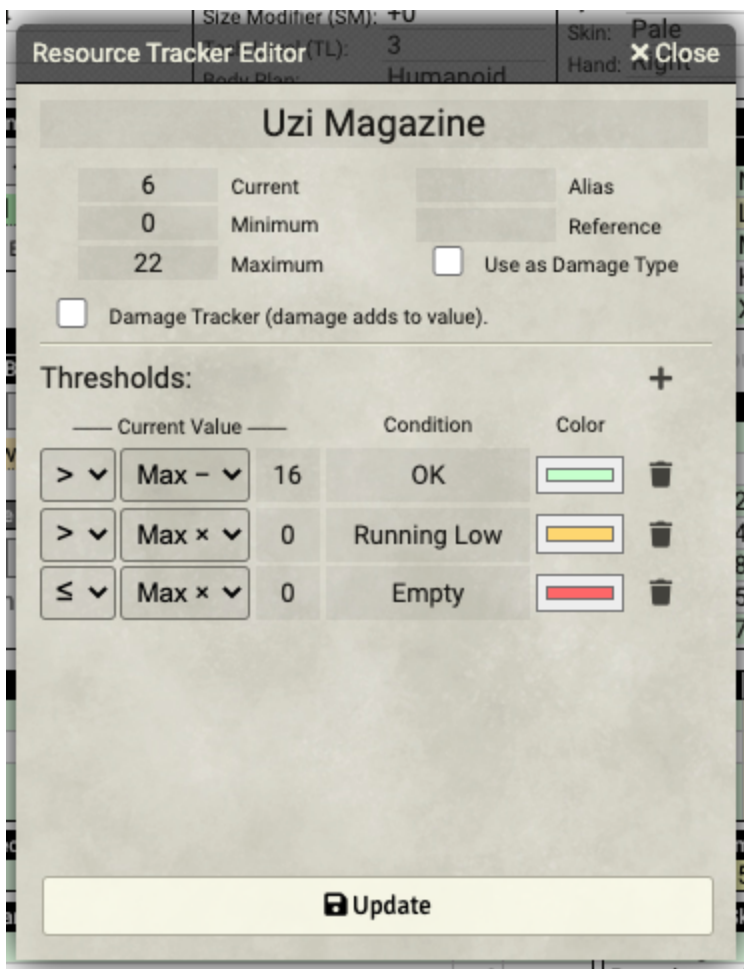 Size Modifier (SM): +0
3
Skin: Pale
Body Plan: Humanoid
Hand: Right
Resource Tracker Editor
× Close
Uzi Magazine
6 Current Alias
0 Minimum Reference
22 Maximum Use as Damage Type
Damage Tracker (damage adds to value).
Thresholds: +
Current Value Condition Color
> Max − 16 OK
> Max × 0 Running Low
≤ Max × 0 Empty
Update